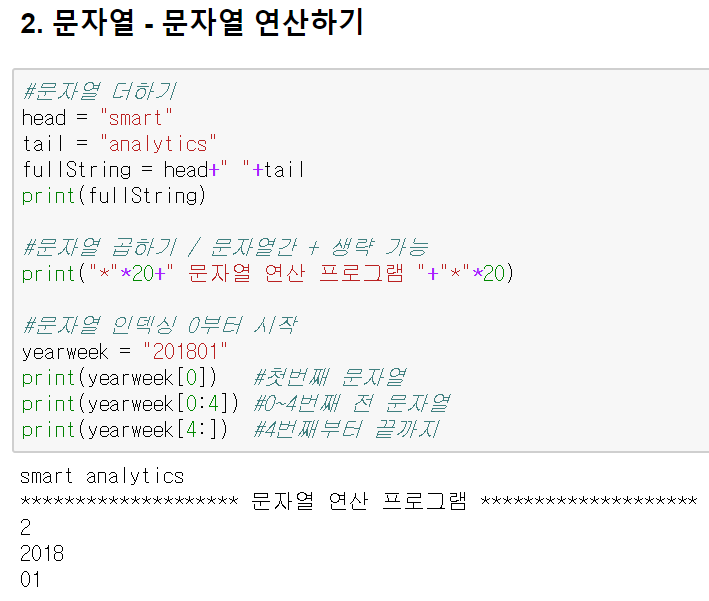 2. 문자열 - 문자열 연산하기
#문자열 더하기
head = "smart"
tail = "analytics"
fullString = head+" "+tail
print(fullString)
#문자열 곱하기 / 문자열간 + 생략 가능
print("*"*20+" 문자열 연산 프로그램 "+"*"*20)
#문자열 인덱싱 0부터 시작
yearweek = "201801"
print(yearweek[0])   #첫번째 문자열
print(yearweek[0:4]) #0~4번째 전 문자열
print(yearweek[4:])  #4번째부터 끝까지
smart analytics
******************** 문자열 연산 프로그램 ********************
2
2018
01